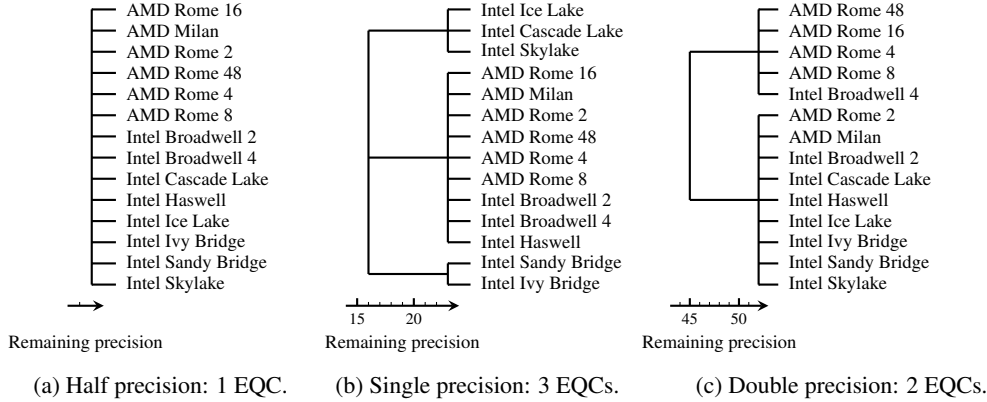 AMD Rome 16
AMD Milan
AMD Rome 2
AMD Rome 48
AMD Rome 4
AMD Rome 8
Intel Broadwell 2
Intel Broadwell 4
Intel Cascade Lake
Intel Haswell
Intel Ice Lake
Intel Ivy Bridge
Intel Sandy Bridge
Intel Skylake
Remaining precision
(a) Half precision: 1 EQC.
Intel Ice Lake
Intel Cascade Lake
Intel Skylake
AMD Rome 16
AMD Milan
AMD Rome 2
AMD Rome 48
AMD Rome 4
AMD Rome 8
Intel Broadwell 2
Intel Broadwell 4
Intel Haswell
Intel Sandy Bridge
Intel Ivy Bridge
15 20
Remaining precision
(b) Single precision: 3 EQCs.
AMD Rome 48
AMD Rome 16
AMD Rome 4
AMD Rome 8
Intel Broadwell 4
AMD Rome 2
AMD Milan
Intel Broadwell 2
Intel Cascade Lake
Intel Haswell
Intel Ice Lake
Intel Ivy Bridge
Intel Sandy Bridge
Intel Skylake
45 50
Remaining precision
(c) Double precision: 2 EQCs.